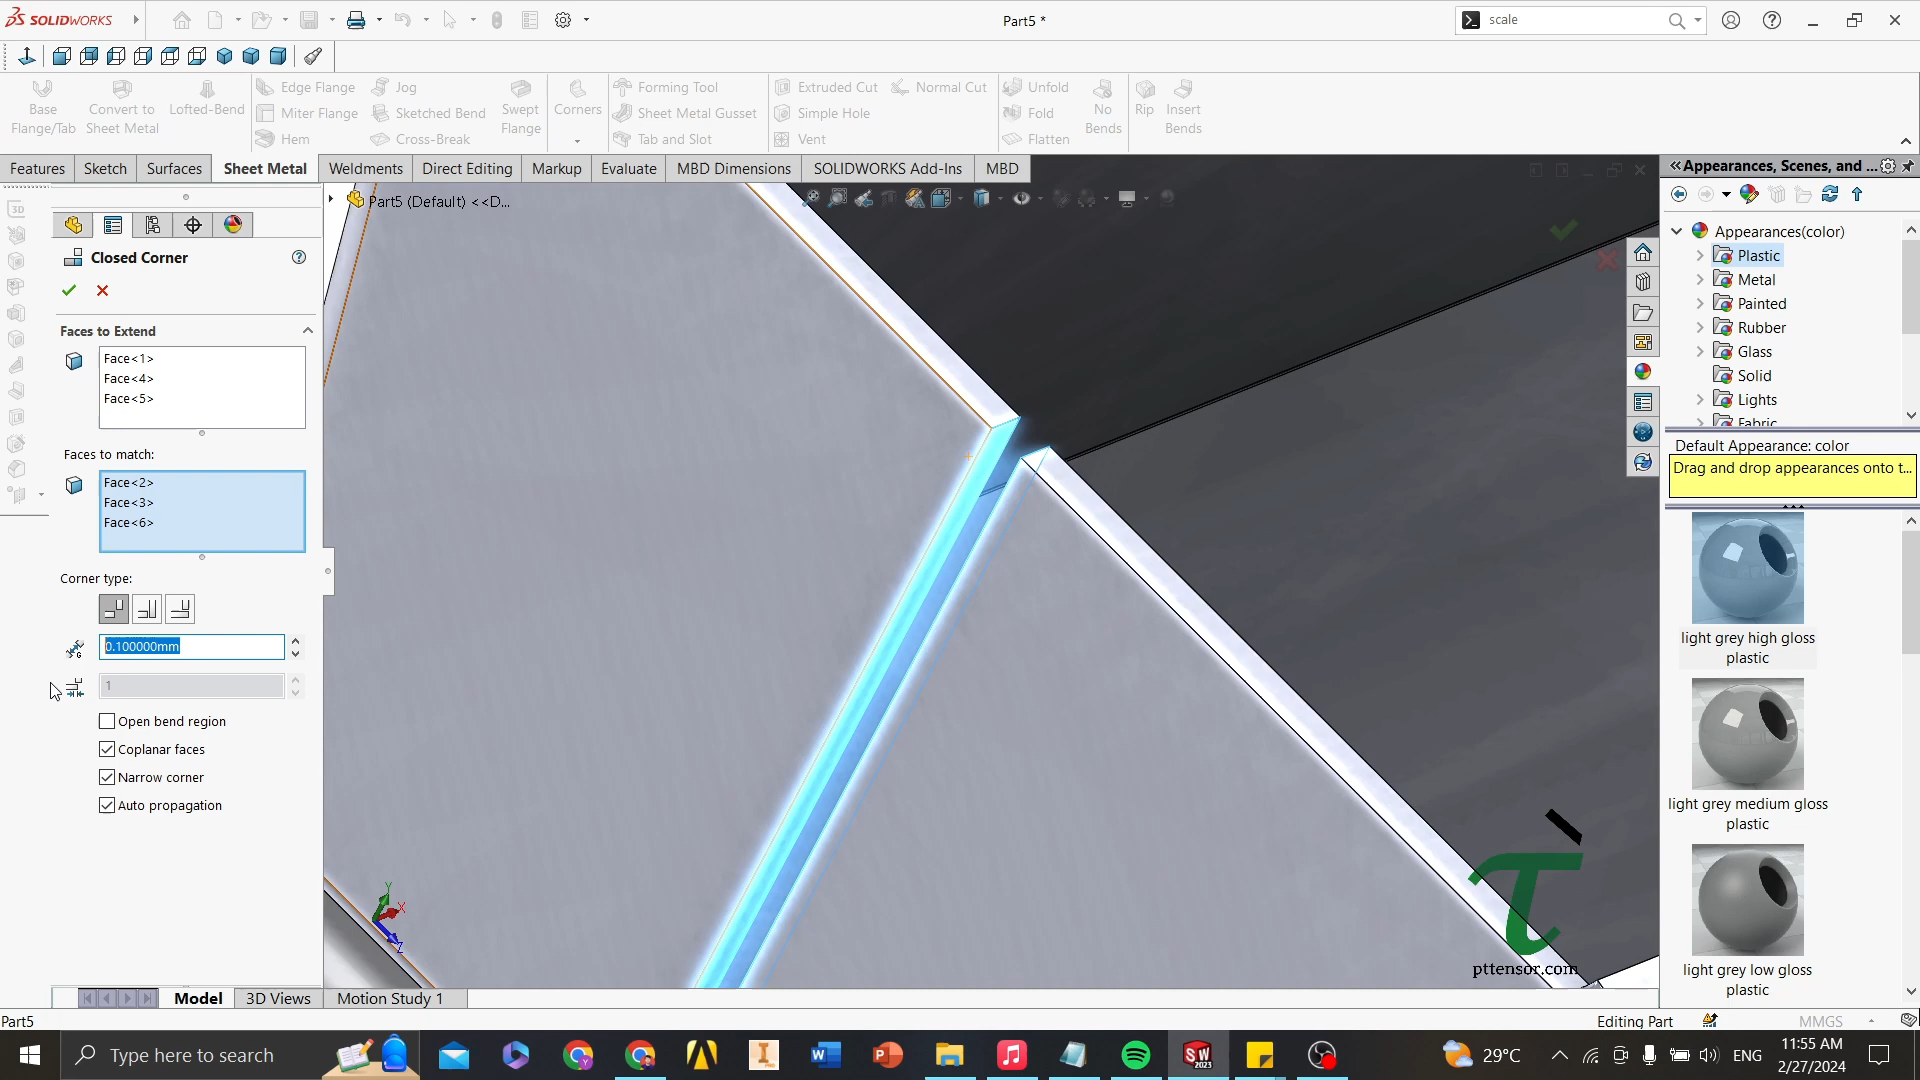 SOLIDWORKS
Part5 *
scale
Base Flange/Tab
Convert to Sheet Metal
Lofted-Bend
Edge Flange
Miter Flange
Hem
Jog
Sketched Bend
Cross-Break
Swept Flange
Corners
Forming Tool
Sheet Metal Gusset
Tab and Slot
Extruded Cut
Simple Hole
Vent
Normal Cut
Unfold
Fold
Flatten
No Bends
Rip
Insert Bends
Features
Sketch
Surfaces
Sheet Metal
Weldments
Direct Editing
Markup
Evaluate
MBD Dimensions
SOLIDWORKS Add-Ins
MBD
Part5 (Default) <<D...
Closed Corner
Faces to Extend
Face<1>
Face<4>
Face<5>
Faces to match:
Face<2>
Face<3>
Face<6>
Corner type:
0.100000mm
1
Open bend region
Coplanar faces
Narrow corner
Auto propagation
Appearances, Scenes, and ...
Appearances(color)
Plastic
Metal
Painted
Rubber
Glass
Solid
Lights
Fabric
Default Appearance: color
Drag and drop appearances onto t...
light grey high gloss
plastic
light grey medium gloss
plastic
light grey low gloss
plastic
Y
X
Z
pttensor.com
Model
3D Views
Motion Study 1
Part5
Editing Part
MMGS
Type here to search
29°C
ENG
11:55 AM
2/27/2024